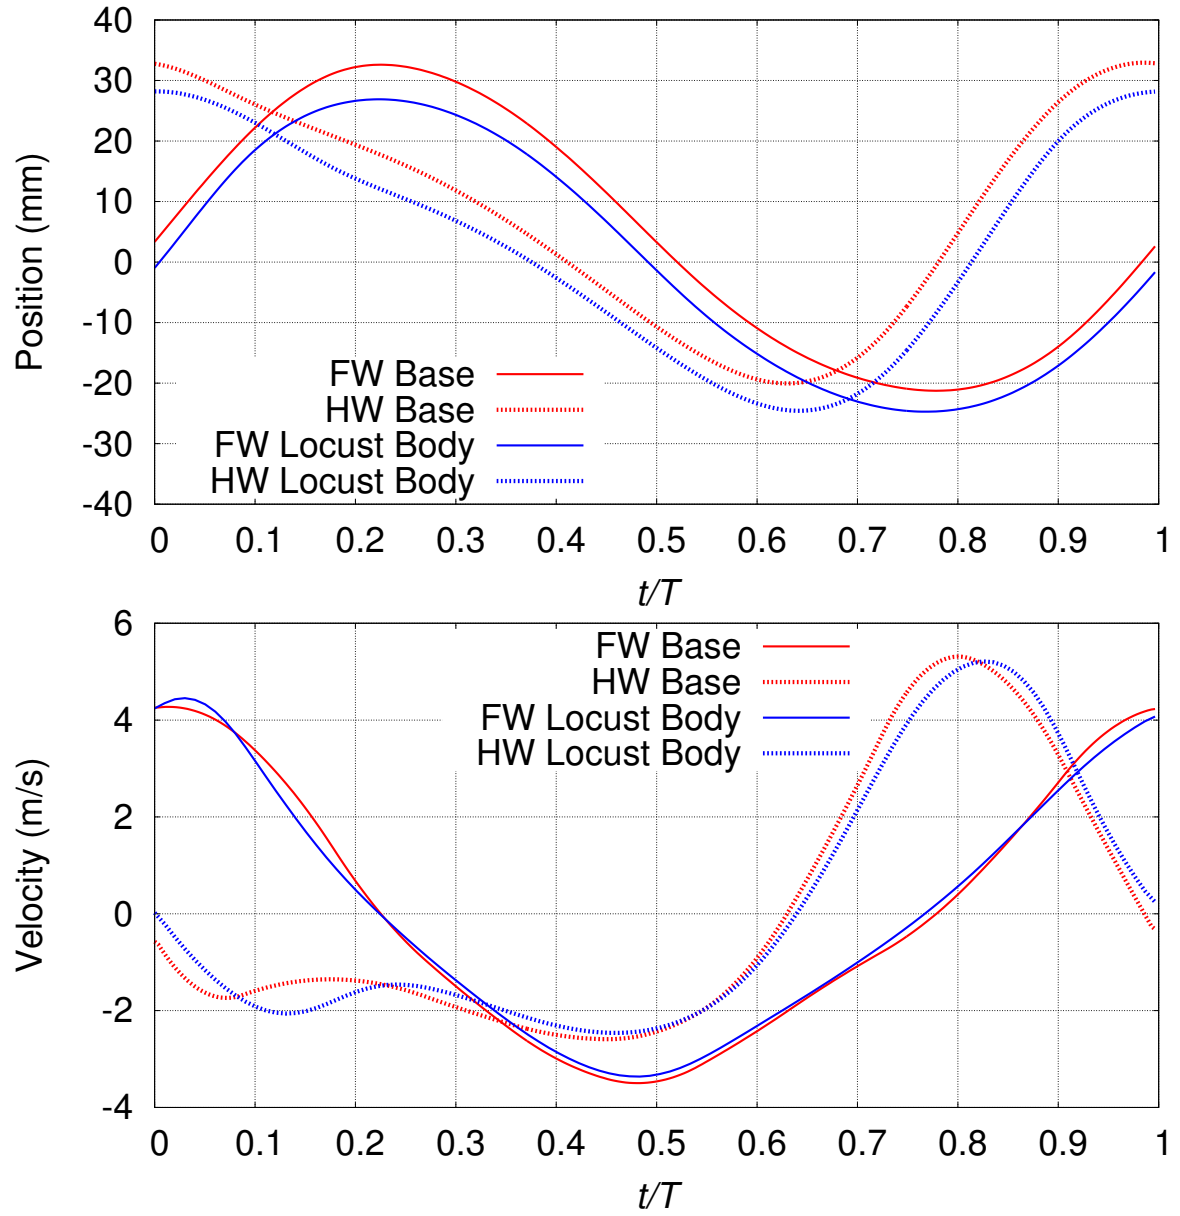 40
30
20
10
0
-10
-20
-30
-40
Position (mm)
FW Base
HW Base
FW Locust Body
HW Locust Body
0 0.1 0.2 0.3 0.4 0.5 0.6 0.7 0.8 0.9 1
t/T
6
4
2
0
-2
-4
Velocity (m/s)
FW Base
HW Base
FW Locust Body
HW Locust Body
0 0.1 0.2 0.3 0.4 0.5 0.6 0.7 0.8 0.9 1
t/T